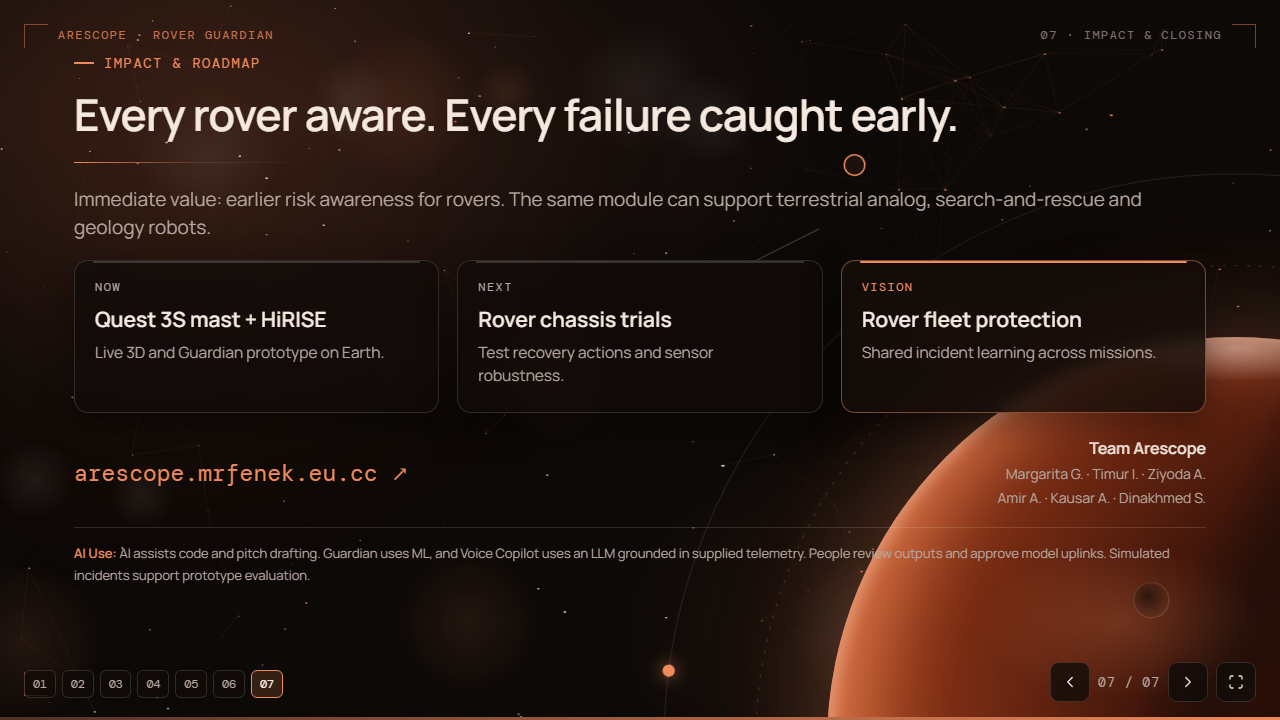 ARESCOPE · ROVER GUARDIAN
07 · IMPACT & CLOSING
IMPACT & ROADMAP
Every rover aware. Every failure caught early.
Immediate value: earlier risk awareness for rovers. The same module can support terrestrial analog, search-and-rescue and
geology robots.
NOW
Quest 3S mast + HiRISE
Live 3D and Guardian prototype on Earth.
NEXT
Rover chassis trials
Test recovery actions and sensor
robustness.
VISION
Rover fleet protection
Shared incident learning across missions.
arescope.mrfenek.eu.cc ↗
Team Arescope
Margarita G. · Timur I. · Ziyoda A.
Amir A. · Kausar A. · Dinakhmed S.
AI Use: AI assists code and pitch drafting. Guardian uses ML, and Voice Copilot uses an LLM grounded in supplied telemetry. People review outputs and approve model uplinks. Simulated
incidents support prototype evaluation.
01 02 03 04 05 06 07
07 / 07